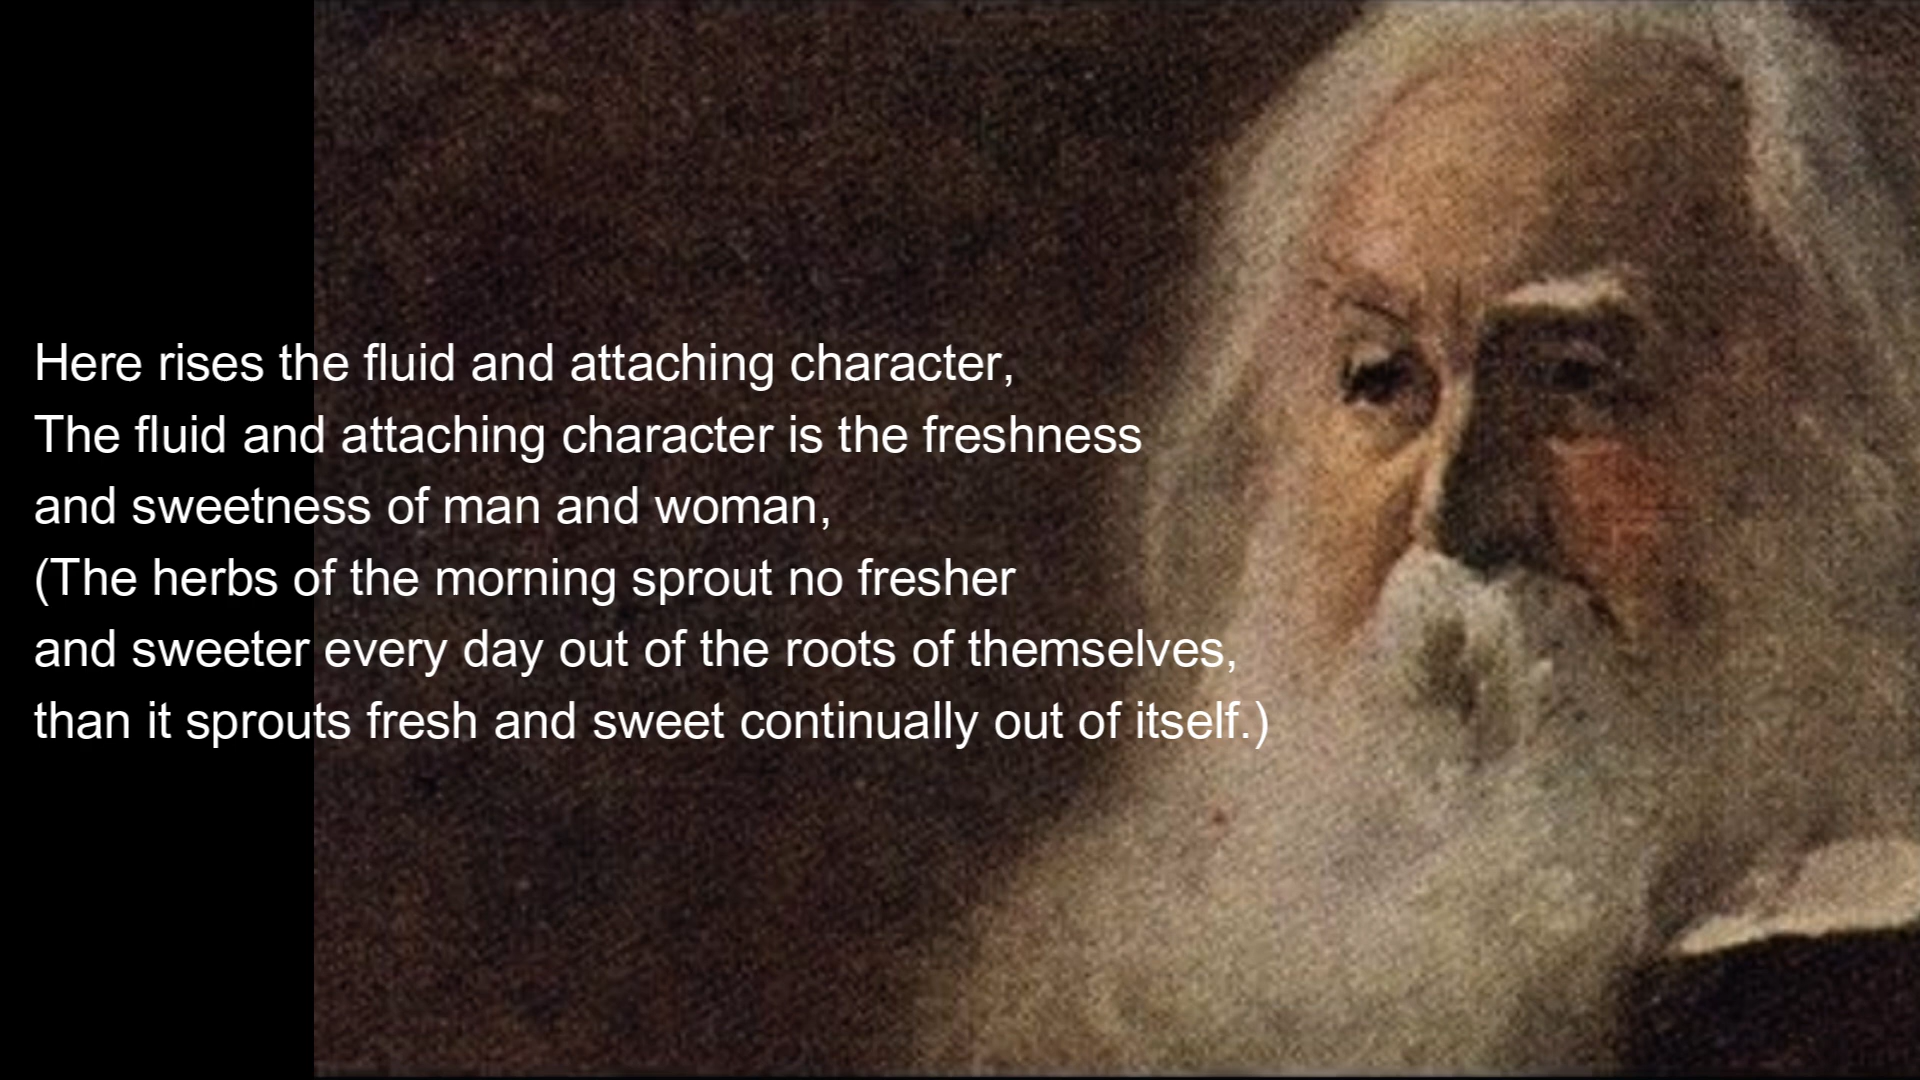 Here rises the fluid and attaching character,
The fluid and attaching character is the freshness
and sweetness of man and woman,
(The herbs of the morning sprout no fresher
and sweeter every day out of the roots of themselves,
than it sprouts fresh and sweet continually out of itself.)